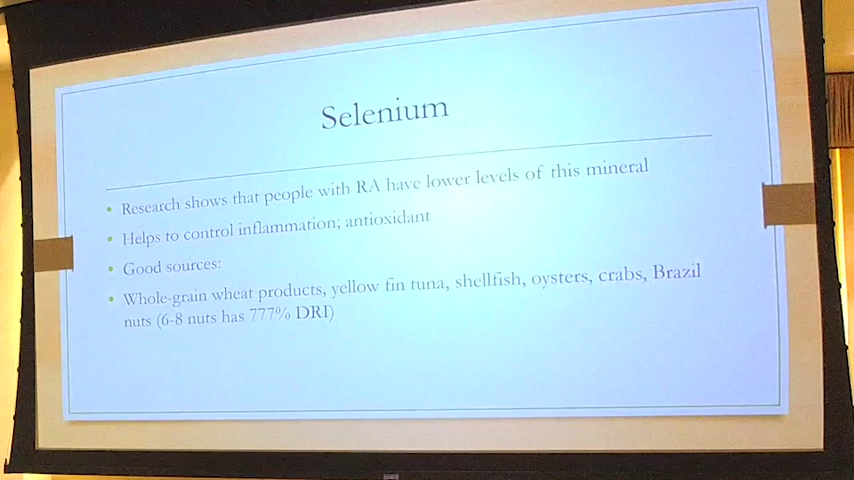 Selenium
• Research shows that people with RA have lower levels of this mineral
• Helps to control inflammation; antioxidant
• Good sources:
• Whole-grain wheat products, yellow fin tuna, shellfish, oysters, crabs, Brazil
nuts (6-8 nuts has 777% DRI)